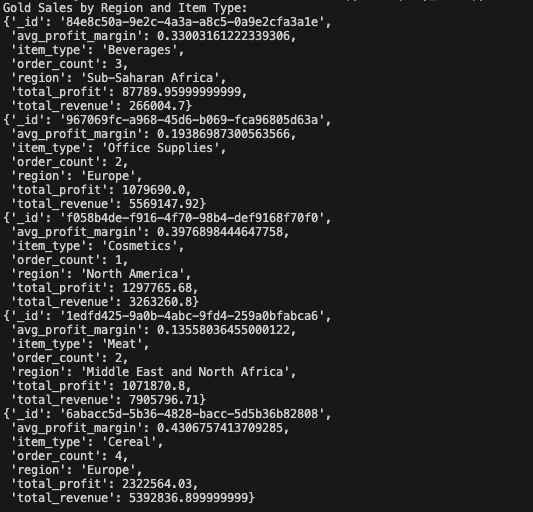 Gold Sales by Region and Item Type:
{'_id': '84e8c50a-9e2c-4a3a-a8c5-0a9e2cfa3a1e',
'avg_profit_margin': 0.33003161222339306,
'item_type': 'Beverages',
'order_count': 3,
'region': 'Sub-Saharan Africa',
'total_profit': 87789.95999999999,
'total_revenue': 266004.7}
{'_id': '967069fc-a968-45d6-b069-fca96805d63a',
'avg_profit_margin': 0.19386987300563566,
'item_type': 'Office Supplies',
'order_count': 2,
'region': 'Europe',
'total_profit': 1079690.0,
'total_revenue': 5569147.92}
{'_id': 'f058b4de-f916-4f70-98b4-def9168f70f0',
'avg_profit_margin': 0.3976898444647758,
'item_type': 'Cosmetics',
'order_count': 1,
'region': 'North America',
'total_profit': 1297765.68,
'total_revenue': 3263260.8}
{'_id': '1edfd425-9a0b-4abc-9fd4-259a0bfabca6',
'avg_profit_margin': 0.13558036455000122,
'item_type': 'Meat',
'order_count': 2,
'region': 'Middle East and North Africa',
'total_profit': 1071870.8,
'total_revenue': 7905796.71}
{'_id': '6abacc5d-5b36-4828-bacc-5d5b36b82808',
'avg_profit_margin': 0.4306757413709285,
'item_type': 'Cereal',
'order_count': 4,
'region': 'Europe',
'total_profit': 2322564.03,
'total_revenue': 5392836.899999999}